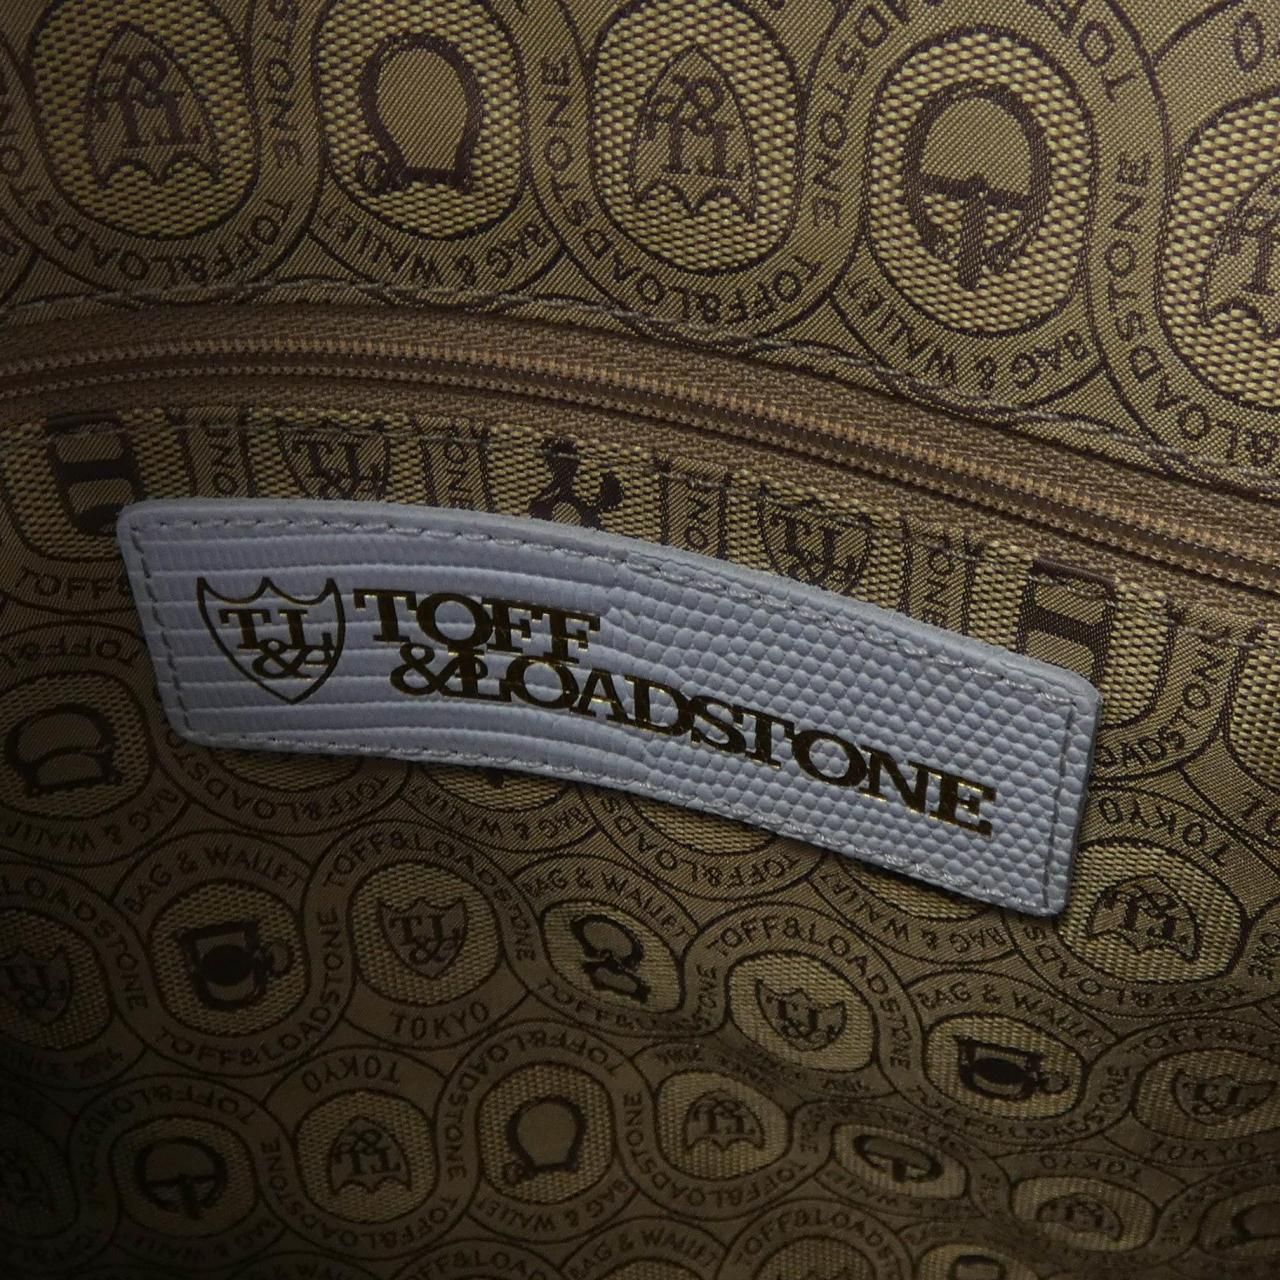 T&L TOFF
&LOADSTONE
TOFF&LOADSTONE
BAG & WALLET
TOKYO